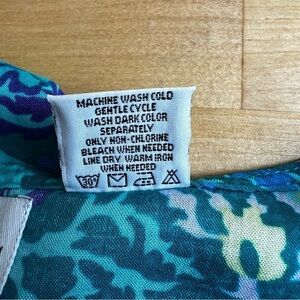 MACHINE WASH COLD
GENTLE CYCLE
WASH DARK COLOR
SEPARATELY
ONLY NON-CHLORINE
BLEACH WHEN NEEDED
LINE DRY WARM IRON
WHEN NEEDED
30°